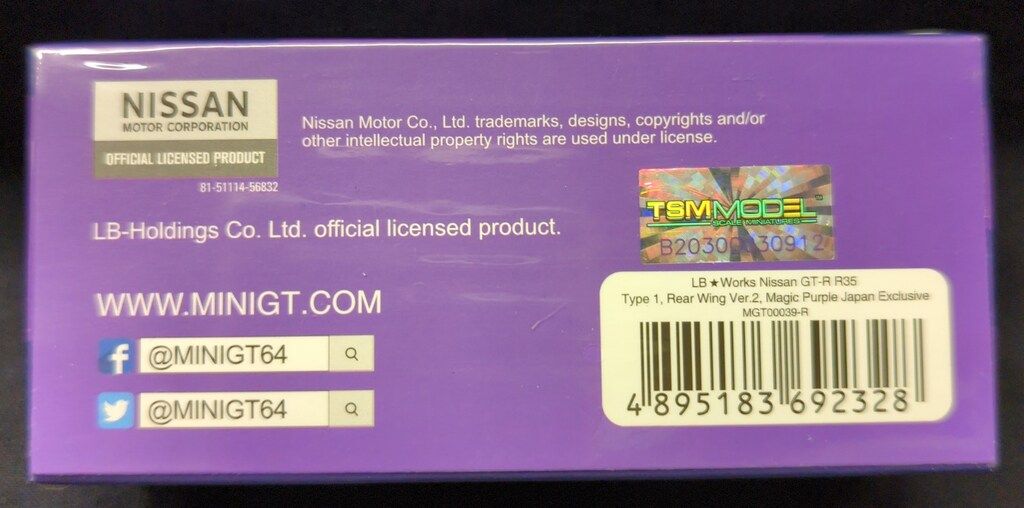 NISSAN
MOTOR CORPORATION
OFFICIAL LICENSED PRODUCT
81-51114-56832
Nissan Motor Co., Ltd. trademarks, designs, copyrights and/or
other intellectual property rights are used under license.
LB-Holdings Co. Ltd. official licensed product.
TSMMODEL™
SCALE MINIATURES
WWW.MINIGT.COM
@MINIGT64
@MINIGT64
LB★Works Nissan GT-R R35
Type 1, Rear Wing Ver.2, Magic Purple Japan Exclusive
MGT00039-R
4 895183 692328